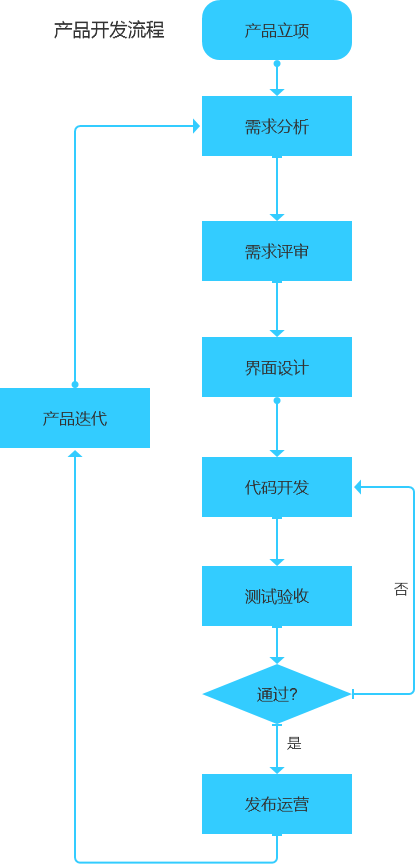 产品开发流程
产品立项
需求分析
需求评审
界面设计
产品迭代
代码开发
否
测试验收
通过?
是
发布运营